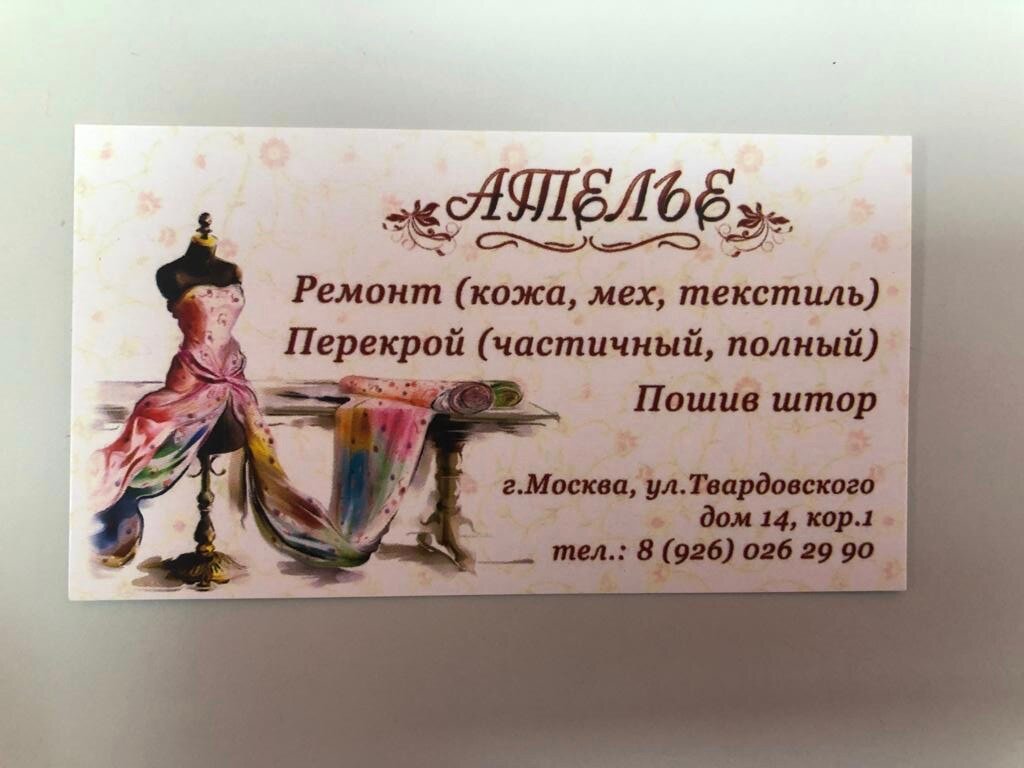 АТЕЛЬЕ
Ремонт (кожа, мех, текстиль)
Перекрой (частичный, полный)
Пошив штор
г.Москва, ул.Твардовского
дом 14, кор.1
тел.: 8 (926) 026 29 90